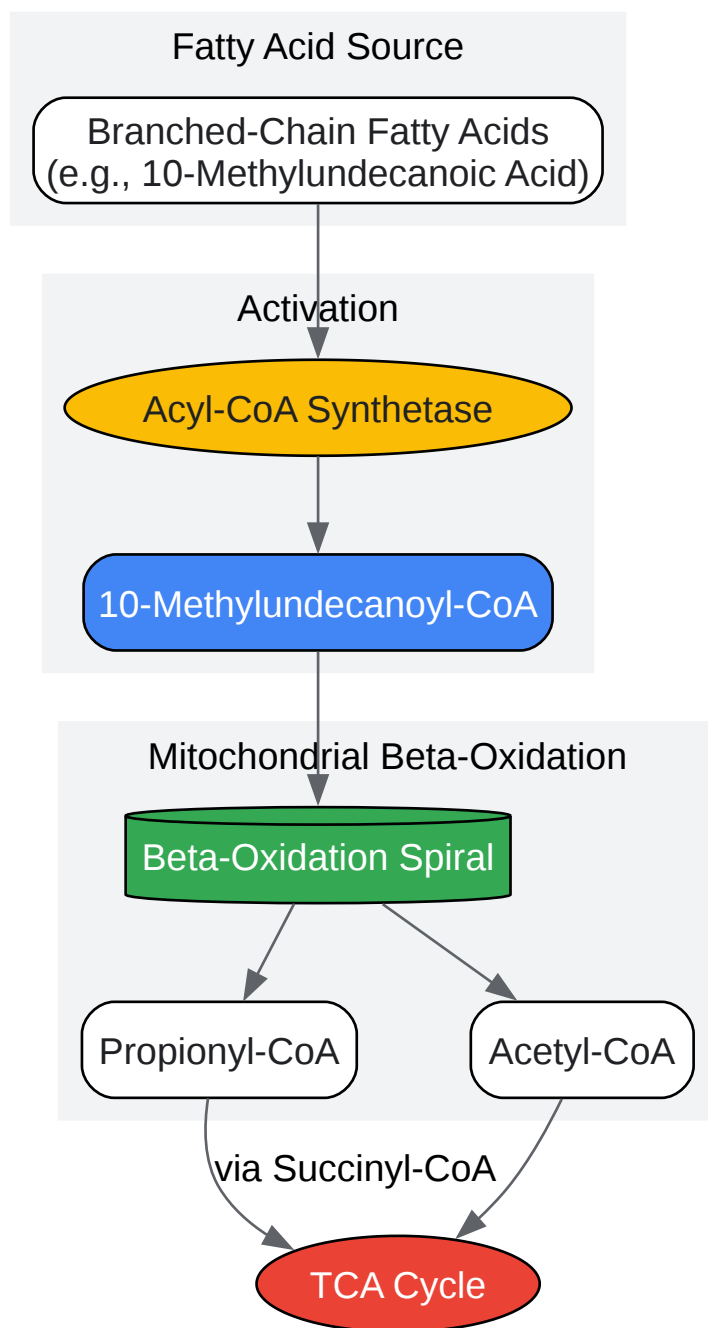 Fatty Acid Source
Branched-Chain Fatty Acids
(e.g., 10-Methylundecanoic Acid)
Activation
Acyl-CoA Synthetase
10-Methylundecanoyl-CoA
Mitochondrial Beta-Oxidation
Beta-Oxidation Spiral
Propionyl-CoA
Acetyl-CoA
via Succinyl-CoA
TCA Cycle